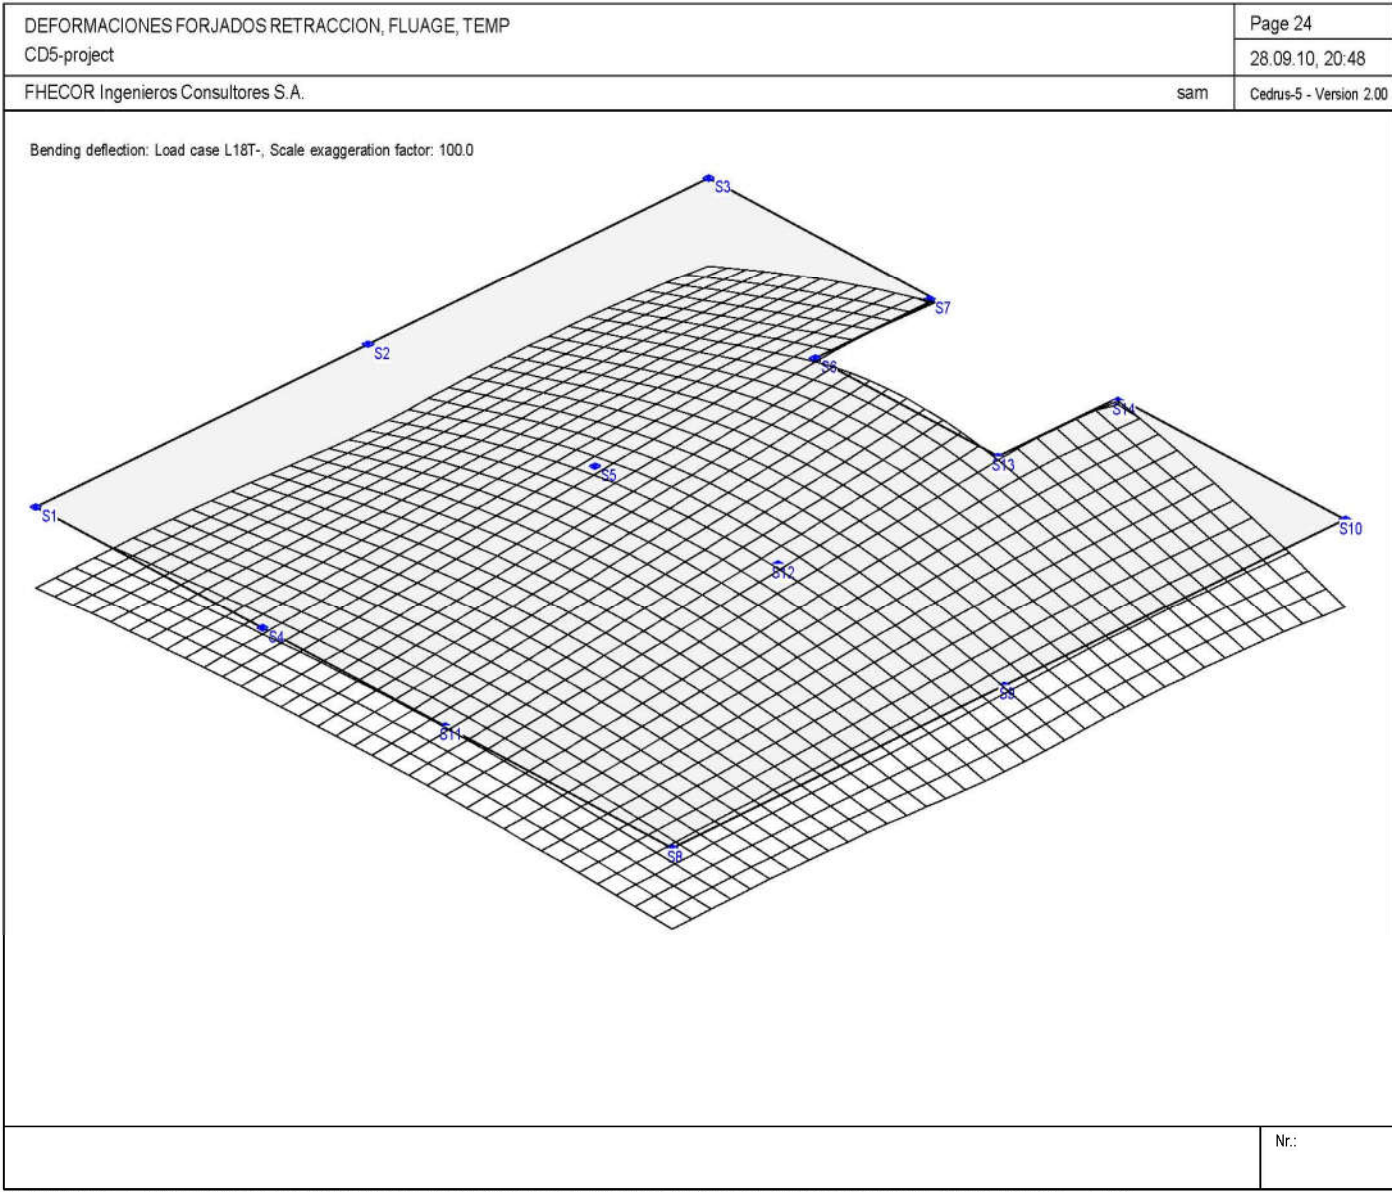 DEFORMACIONES FORJADOS RETRACCION, FLUAGE, TEMP
CD5-project
Page 24
28.09.10, 20:48
FHECOR Ingenieros Consultores S.A.
sam
Cedrus-5 - Version 2.00
Bending deflection: Load case L18T-, Scale exaggeration factor: 100.0
S3
S7
S2
S6
S14
S13
S5
S1
S10
S12
S4
S9
S11
S8
Nr.: